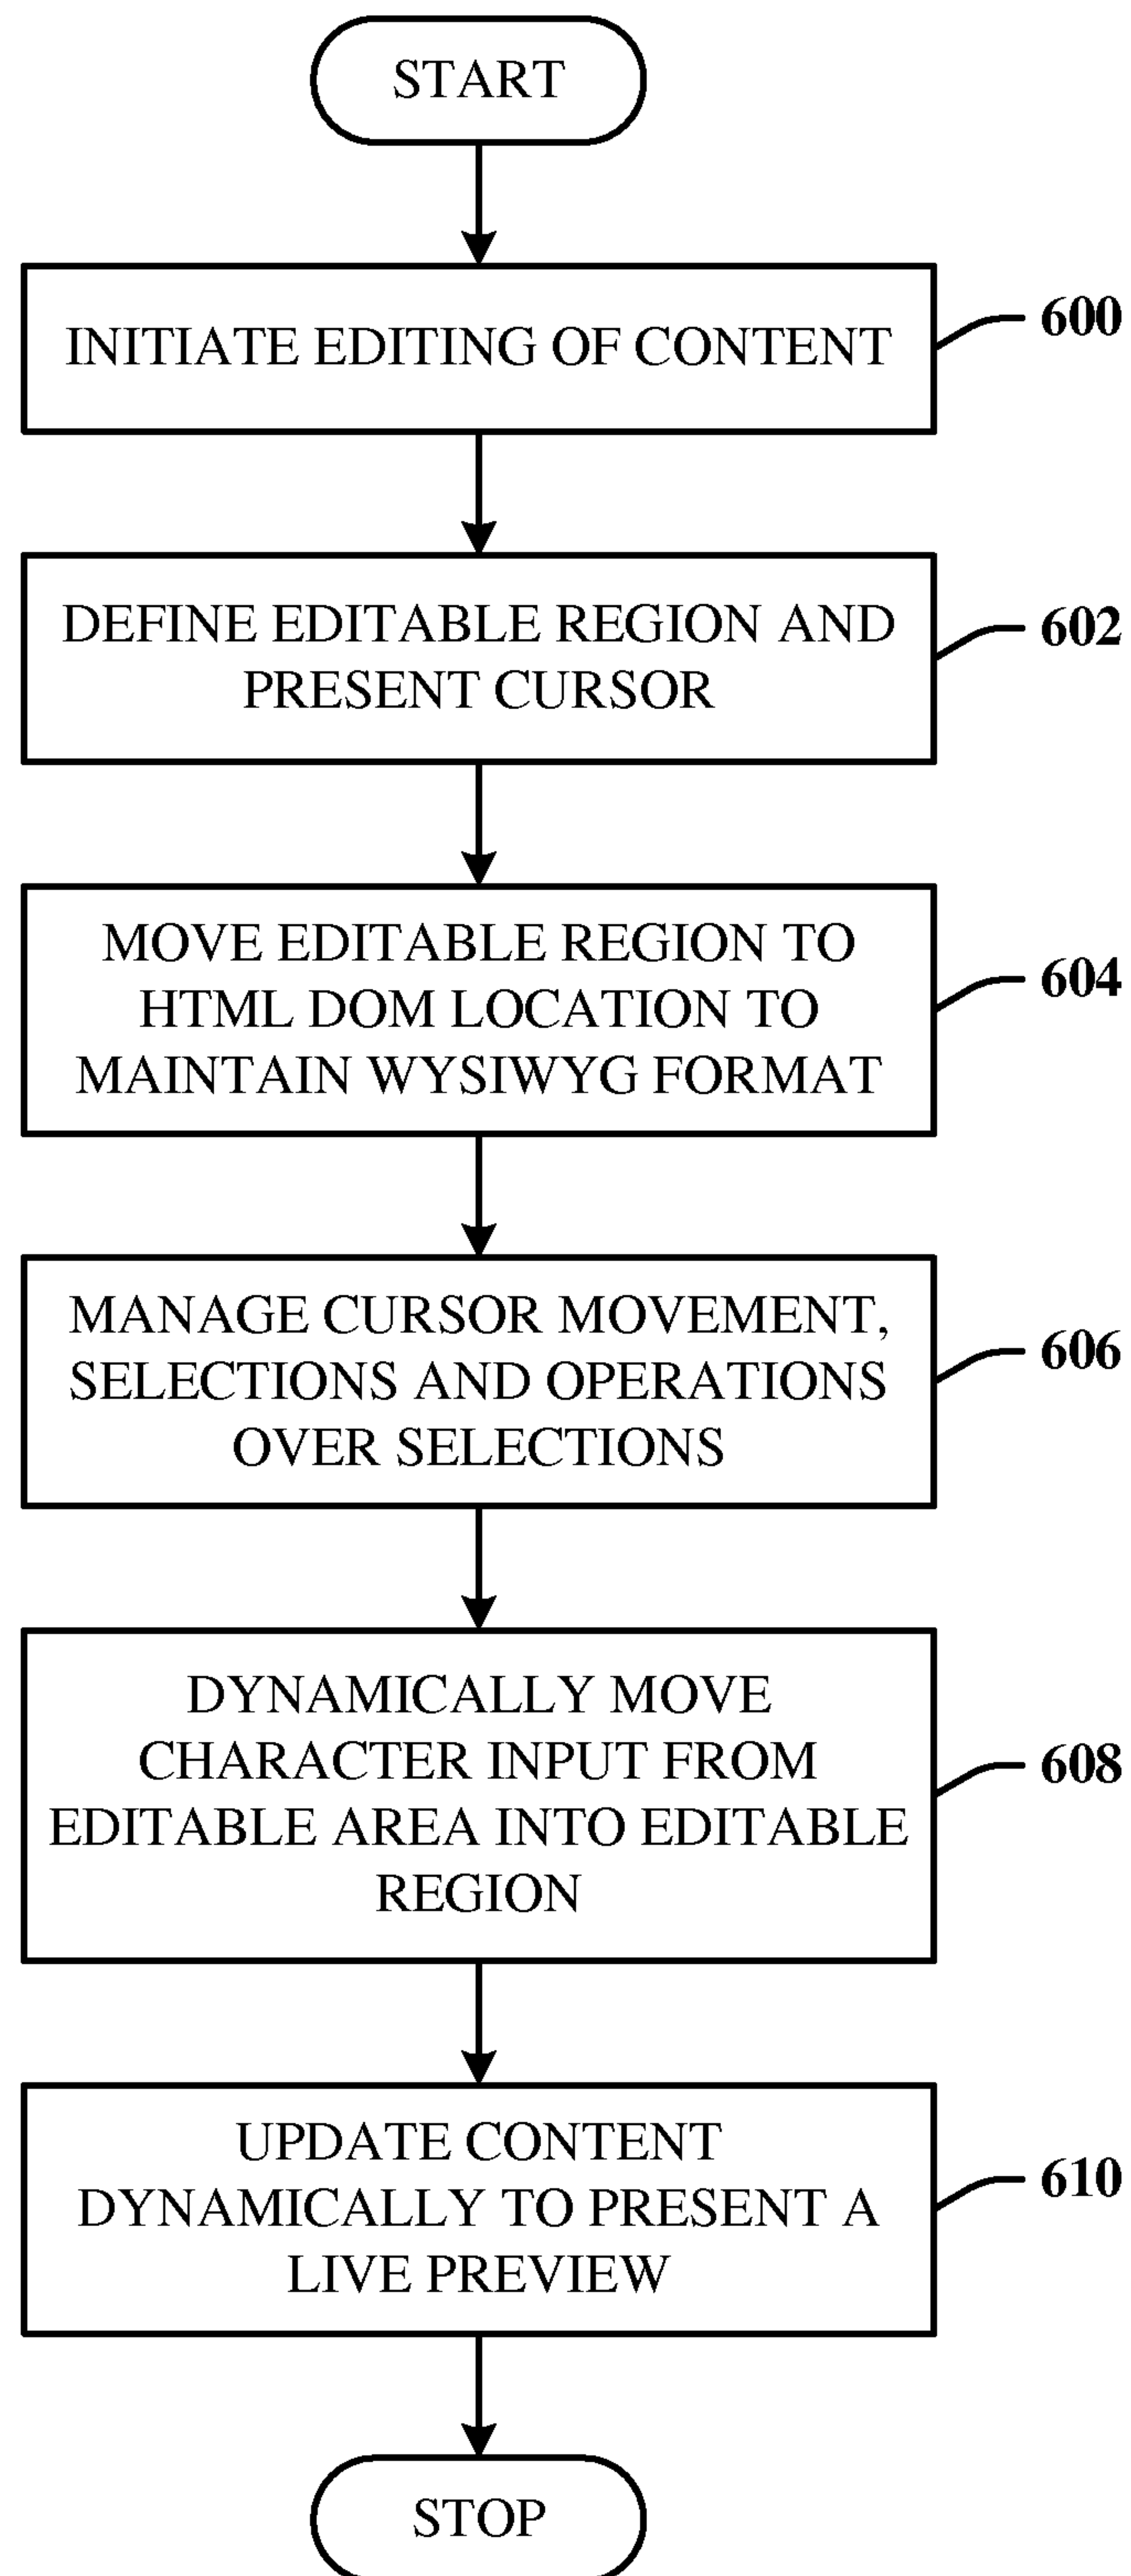 START
INITIATE EDITING OF CONTENT
600
DEFINE EDITABLE REGION AND
PRESENT CURSOR
602
MOVE EDITABLE REGION TO
HTML DOM LOCATION TO
MAINTAIN WYSIWYG FORMAT
604
MANAGE CURSOR MOVEMENT,
SELECTIONS AND OPERATIONS
OVER SELECTIONS
606
DYNAMICALLY MOVE
CHARACTER INPUT FROM
EDITABLE AREA INTO EDITABLE
REGION
608
UPDATE CONTENT
DYNAMICALLY TO PRESENT A
LIVE PREVIEW
610
STOP